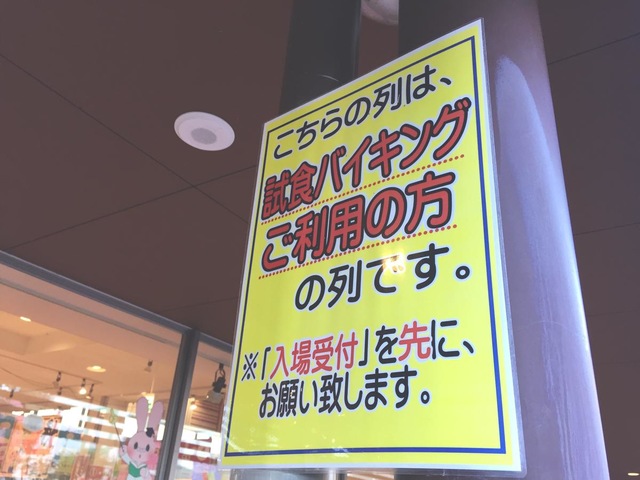 こちらの列は、
試食バイキング
ご利用の方
の列です。
※「入場受付」を先に、
お願い致します。